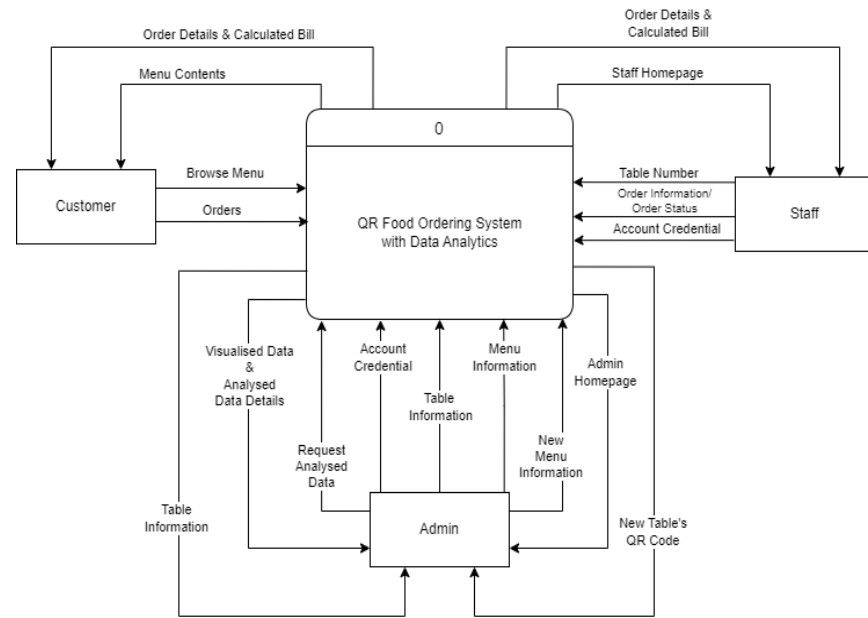 Order Details &
Calculated Bill
Order Details & Calculated Bill
Menu Contents
Staff Homepage
0
Browse Menu
Table Number
Customer
Order Information/
Order Status
Staff
Orders
QR Food Ordering System
with Data Analytics
Account Credential
Visualised Data
&
Analysed
Data Details
Account
Credential
Menu
Information
Admin
Homepage
Table
Information
Request
Analysed
Data
New
Menu
Information
Table
Information
Admin
New Table's
QR Code